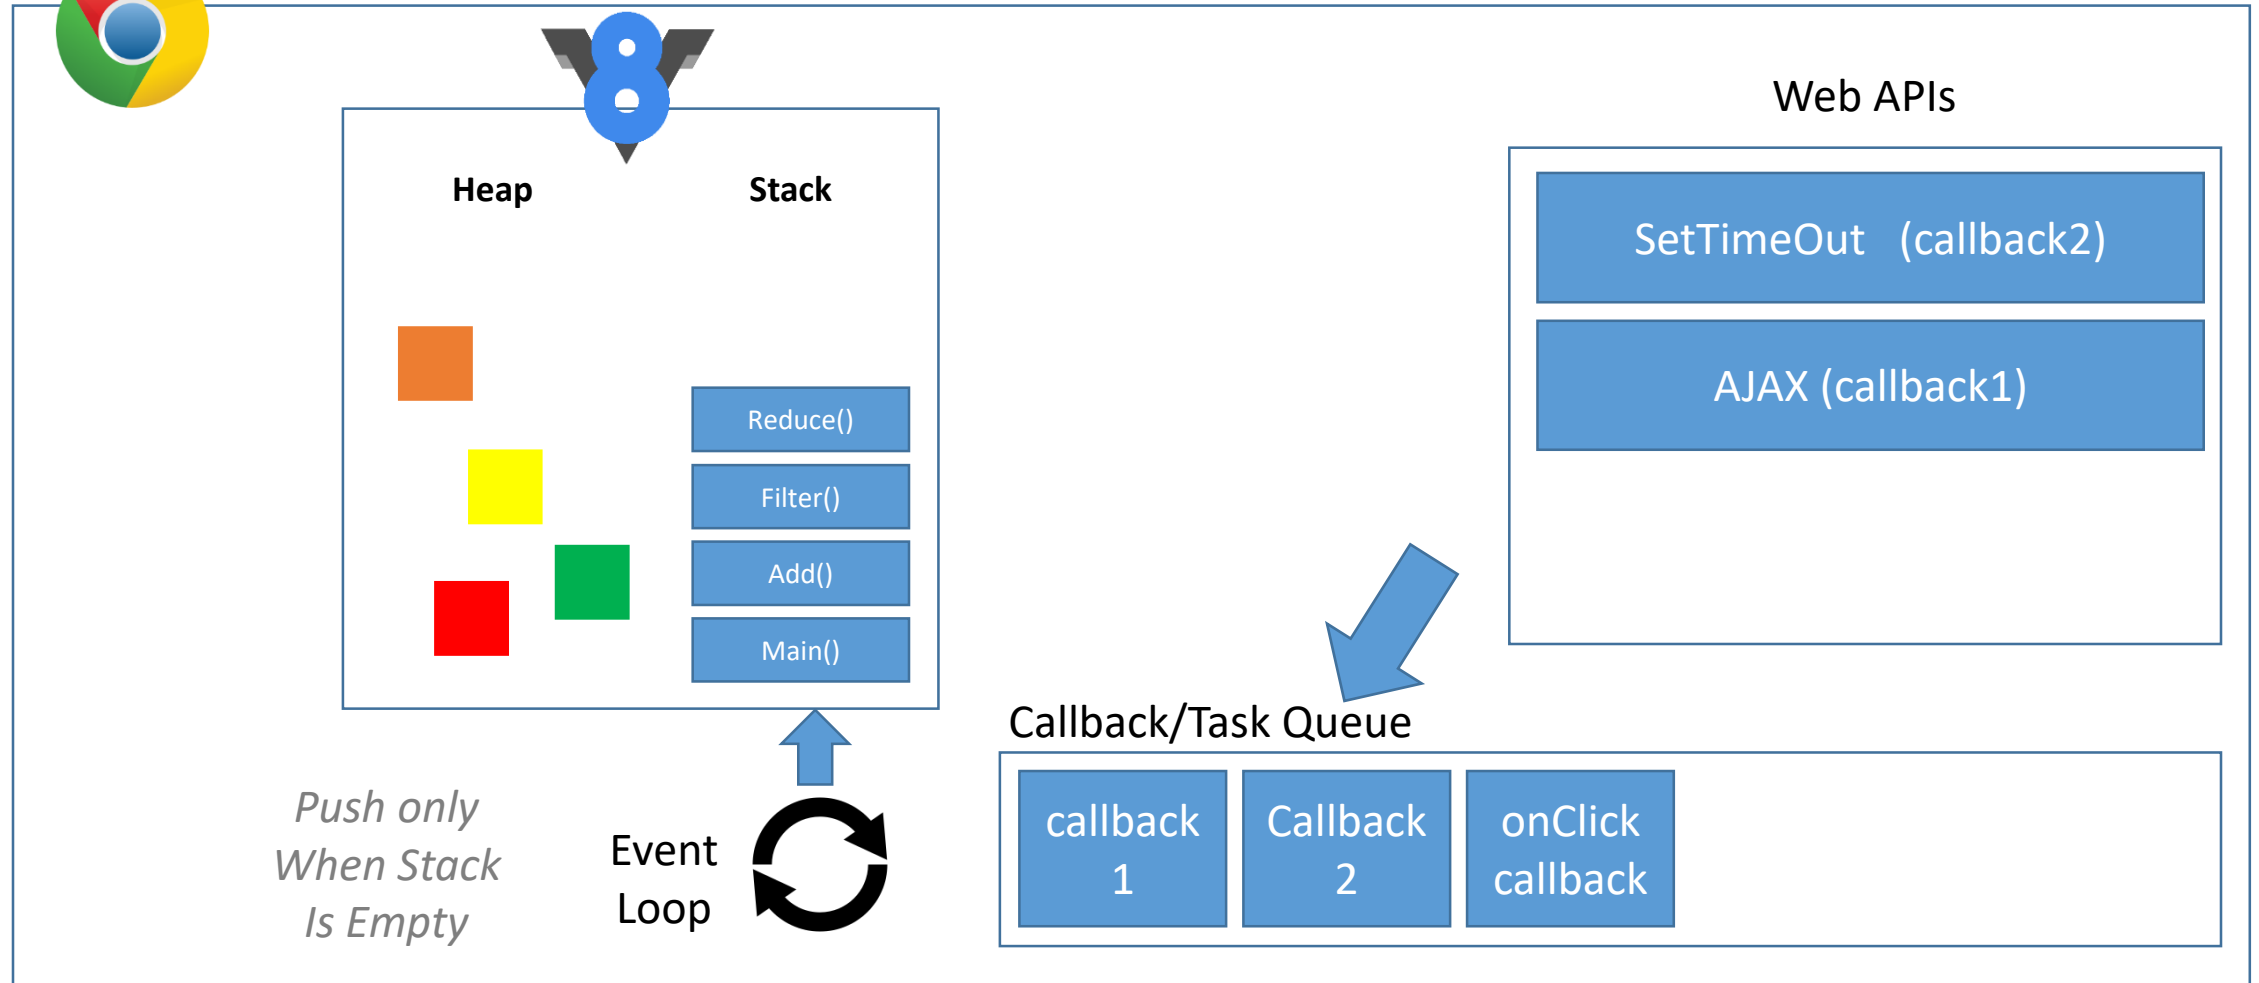 8
Heap
Stack
Reduce()
Filter()
Add()
Main()
Web APIs
SetTimeOut (callback2)
AJAX (callback1)
Callback/Task Queue
callback
1
Callback
2
onClick
callback
Push only
When Stack
Is Empty
Event
Loop